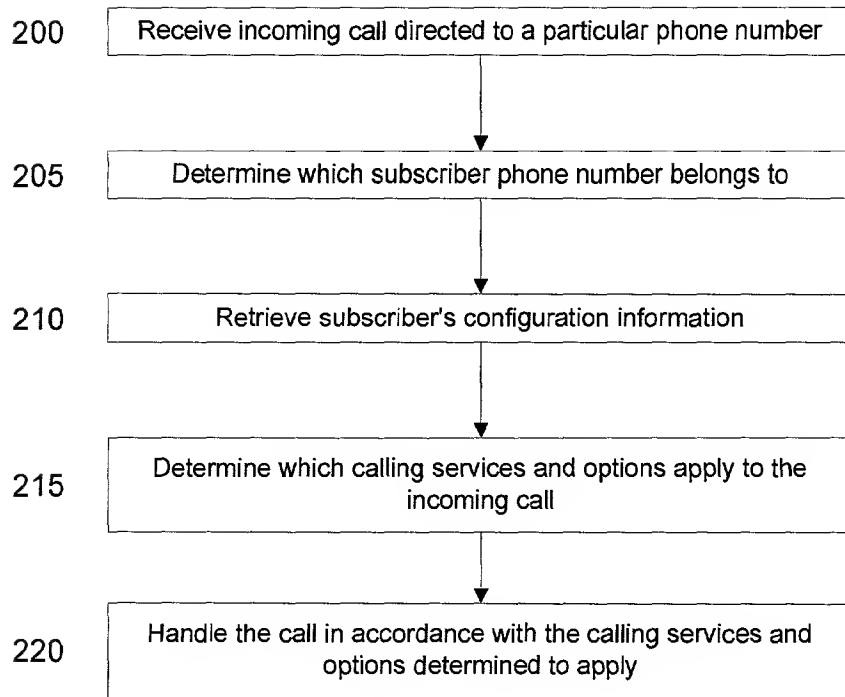 200 Receive incoming call directed to a particular phone number
205 Determine which subscriber phone number belongs to
210 Retrieve subscriber's configuration information
215 Determine which calling services and options apply to the
incoming call
220 Handle the call in accordance with the calling services and
options determined to apply